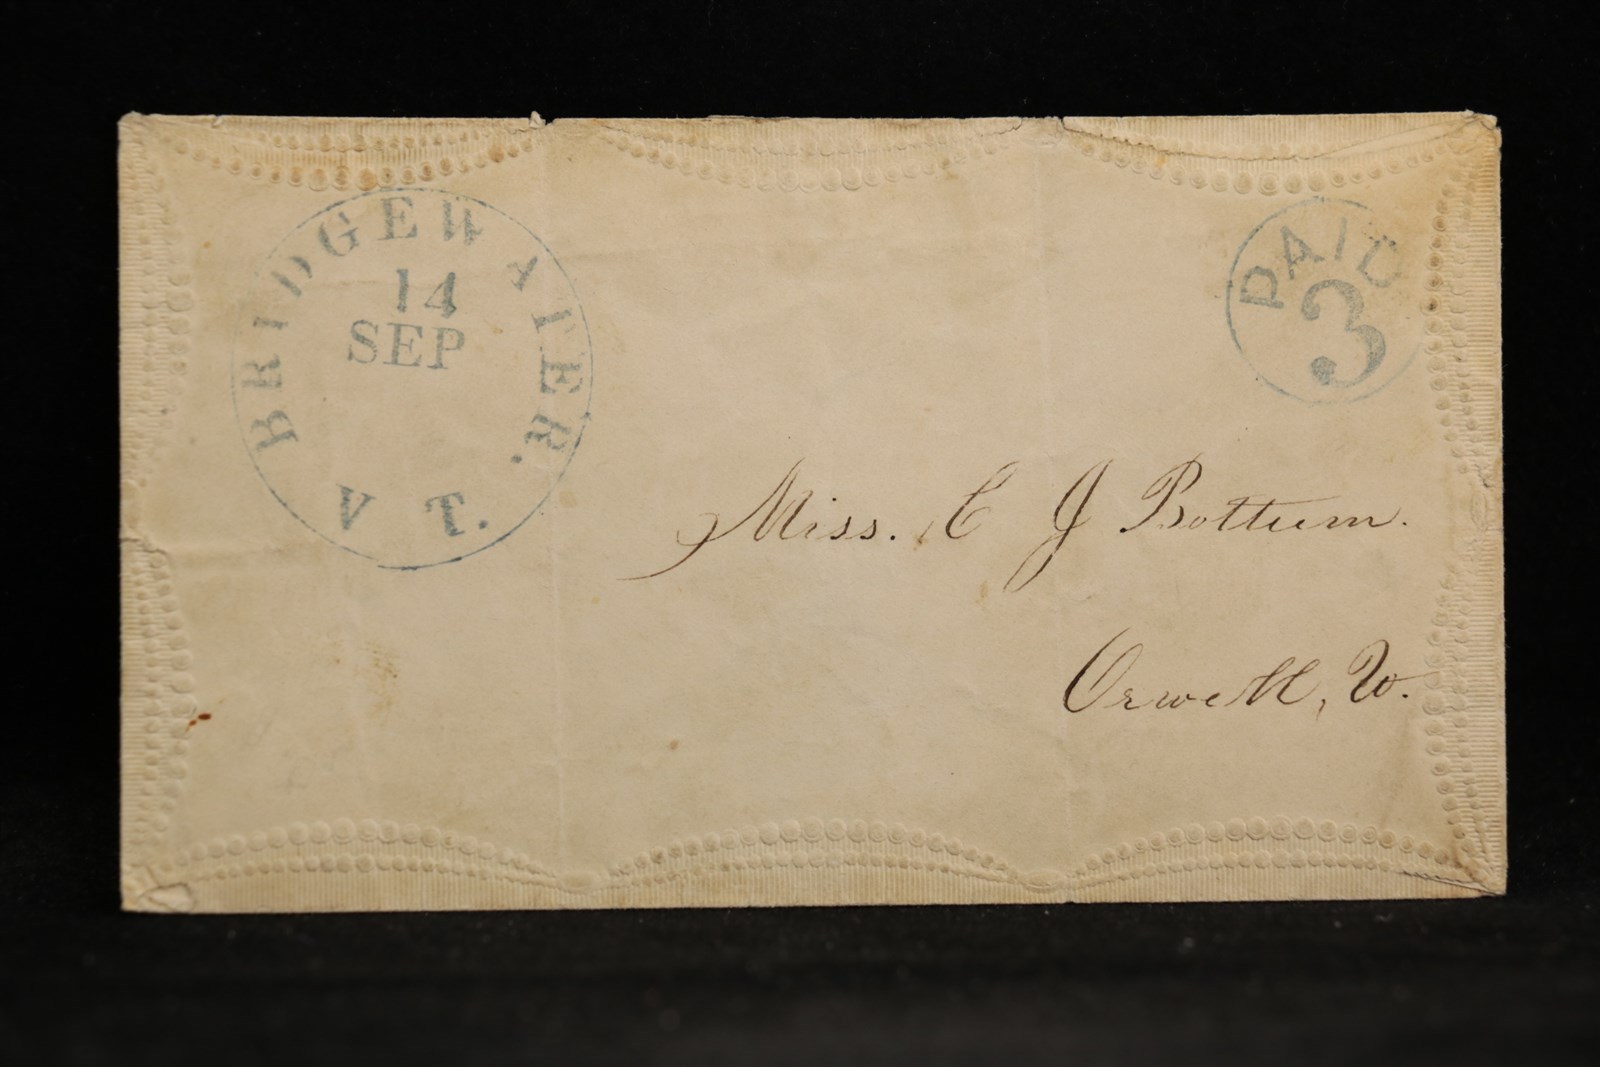 BRIDGEWATER.
14
SEP
VT.
PAID
3
Miss. C J Bottum.
Orwell, Vt.